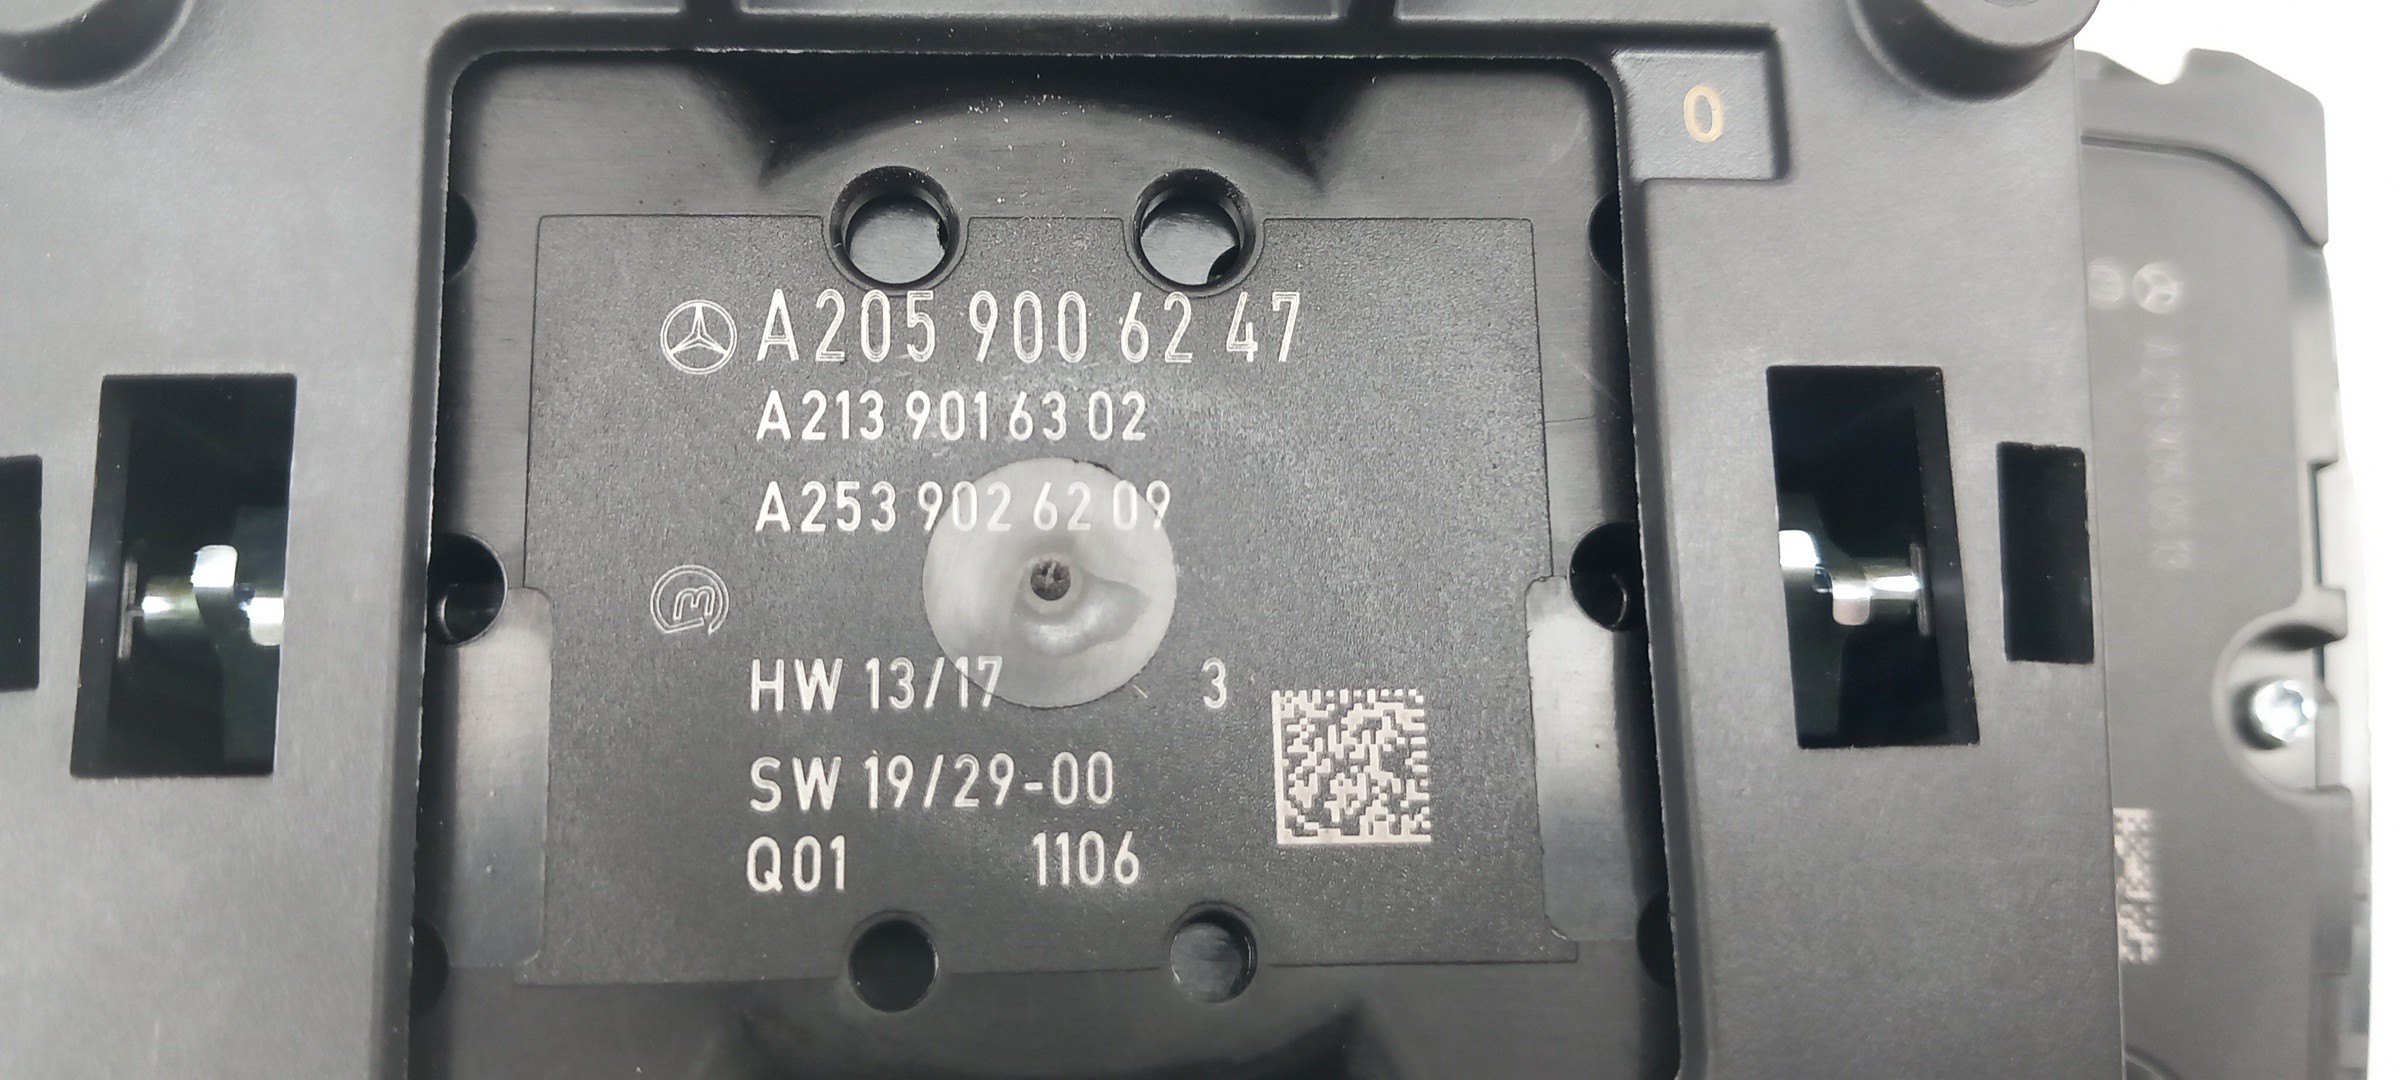 0
A205 900 62 47
A213 901 63 02
A253 902 62 09
HW 13/17 3
SW 19/29-00
Q01 1106